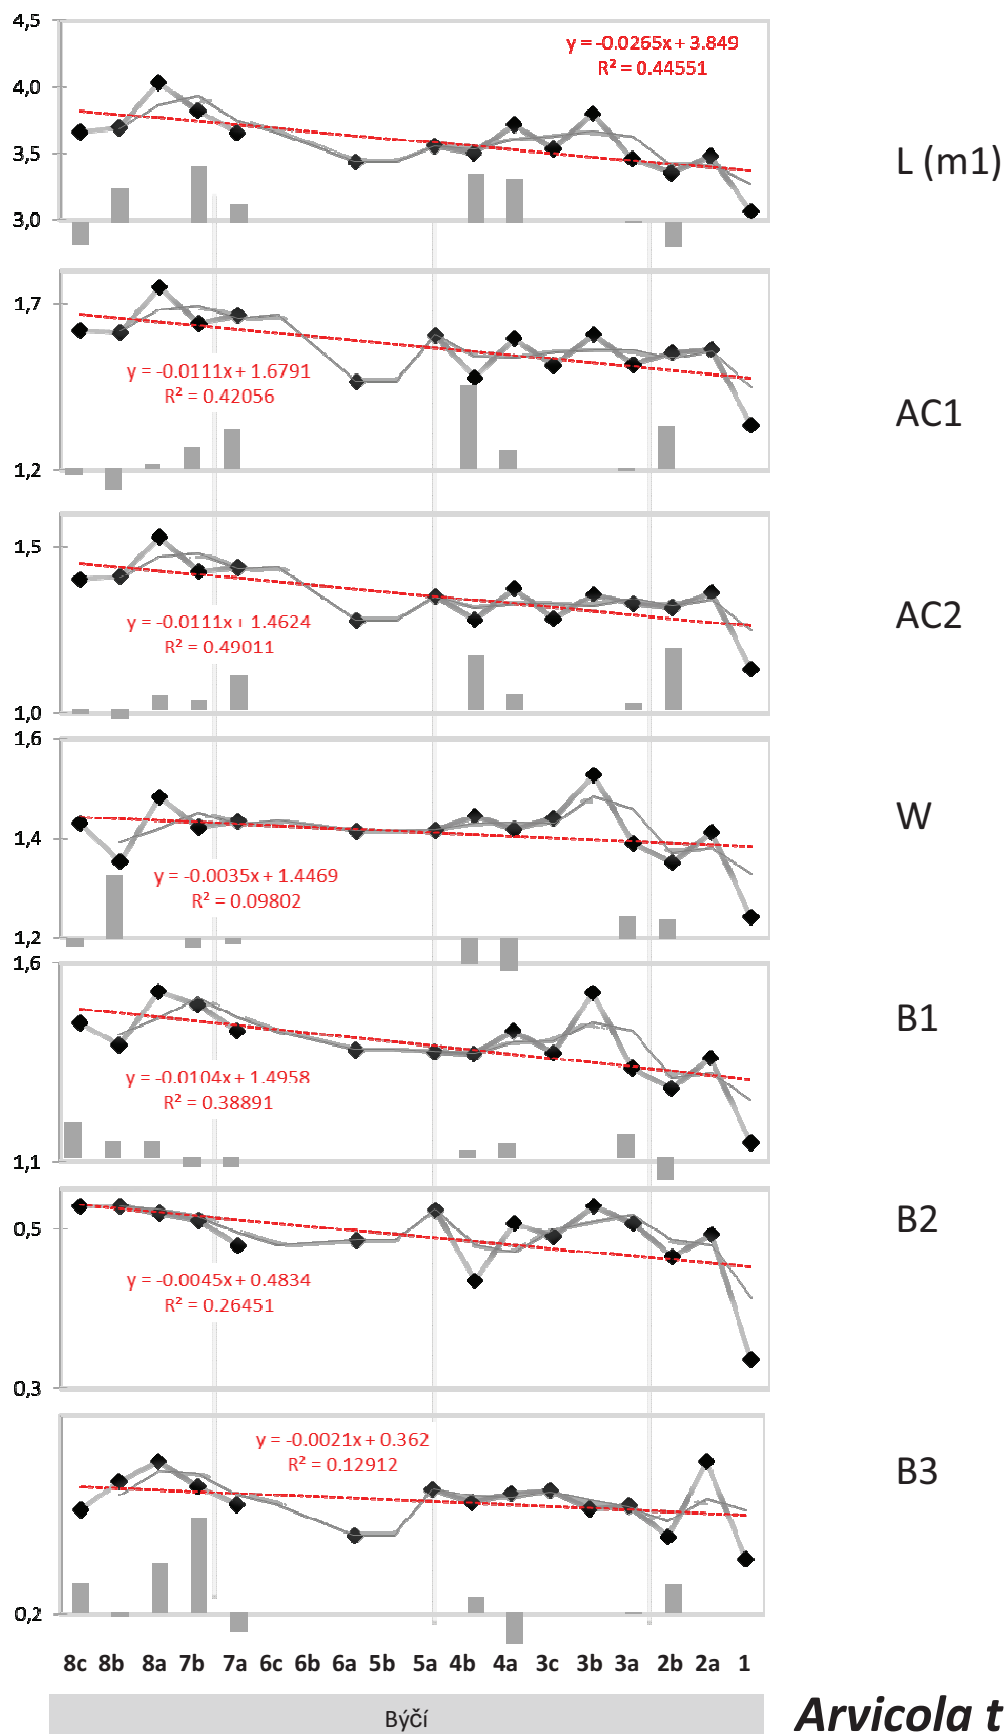 4,5
y = -0.0265x + 3.849
R² = 0.44551
4,0
3,5
3,0
L (m1)
1,7
y = -0.0111x + 1.6791
R² = 0.42056
1,2
AC1
1,5
y = -0.0111x + 1.4624
R² = 0.49011
1,0
AC2
1,6
1,4
y = -0.0035x + 1.4469
R² = 0.09802
1,2
W
1,6
y = -0.0104x + 1.4958
R² = 0.38891
1,1
B1
0,5
y = -0.0045x + 0.4834
R² = 0.26451
0,3
B2
y = -0.0021x + 0.362
R² = 0.12912
0,2
B3
8c 8b 8a 7b 7a 6c 6b 6a 5b 5a 4b 4a 3c 3b 3a 2b 2a 1
Býčí
Arvicola t